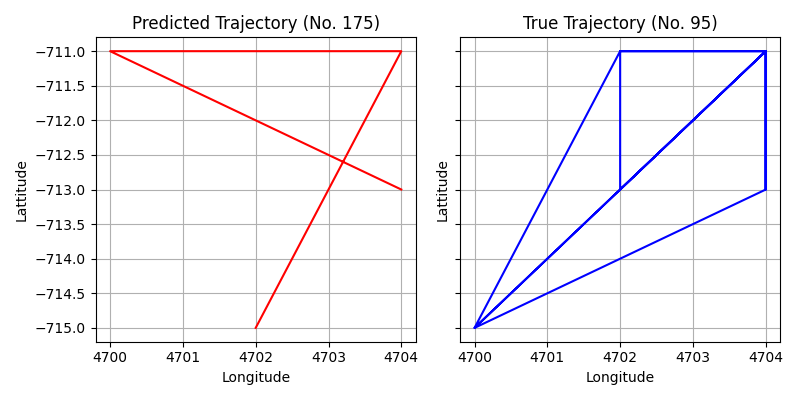 Predicted Trajectory (No. 175)
True Trajectory (No. 95)
−711.0
−711.5
−712.0
−712.5
−713.0
−713.5
−714.0
−714.5
−715.0
Lattitude
Lattitude
4700 4701 4702 4703 4704
4700 4701 4702 4703 4704
Longitude
Longitude